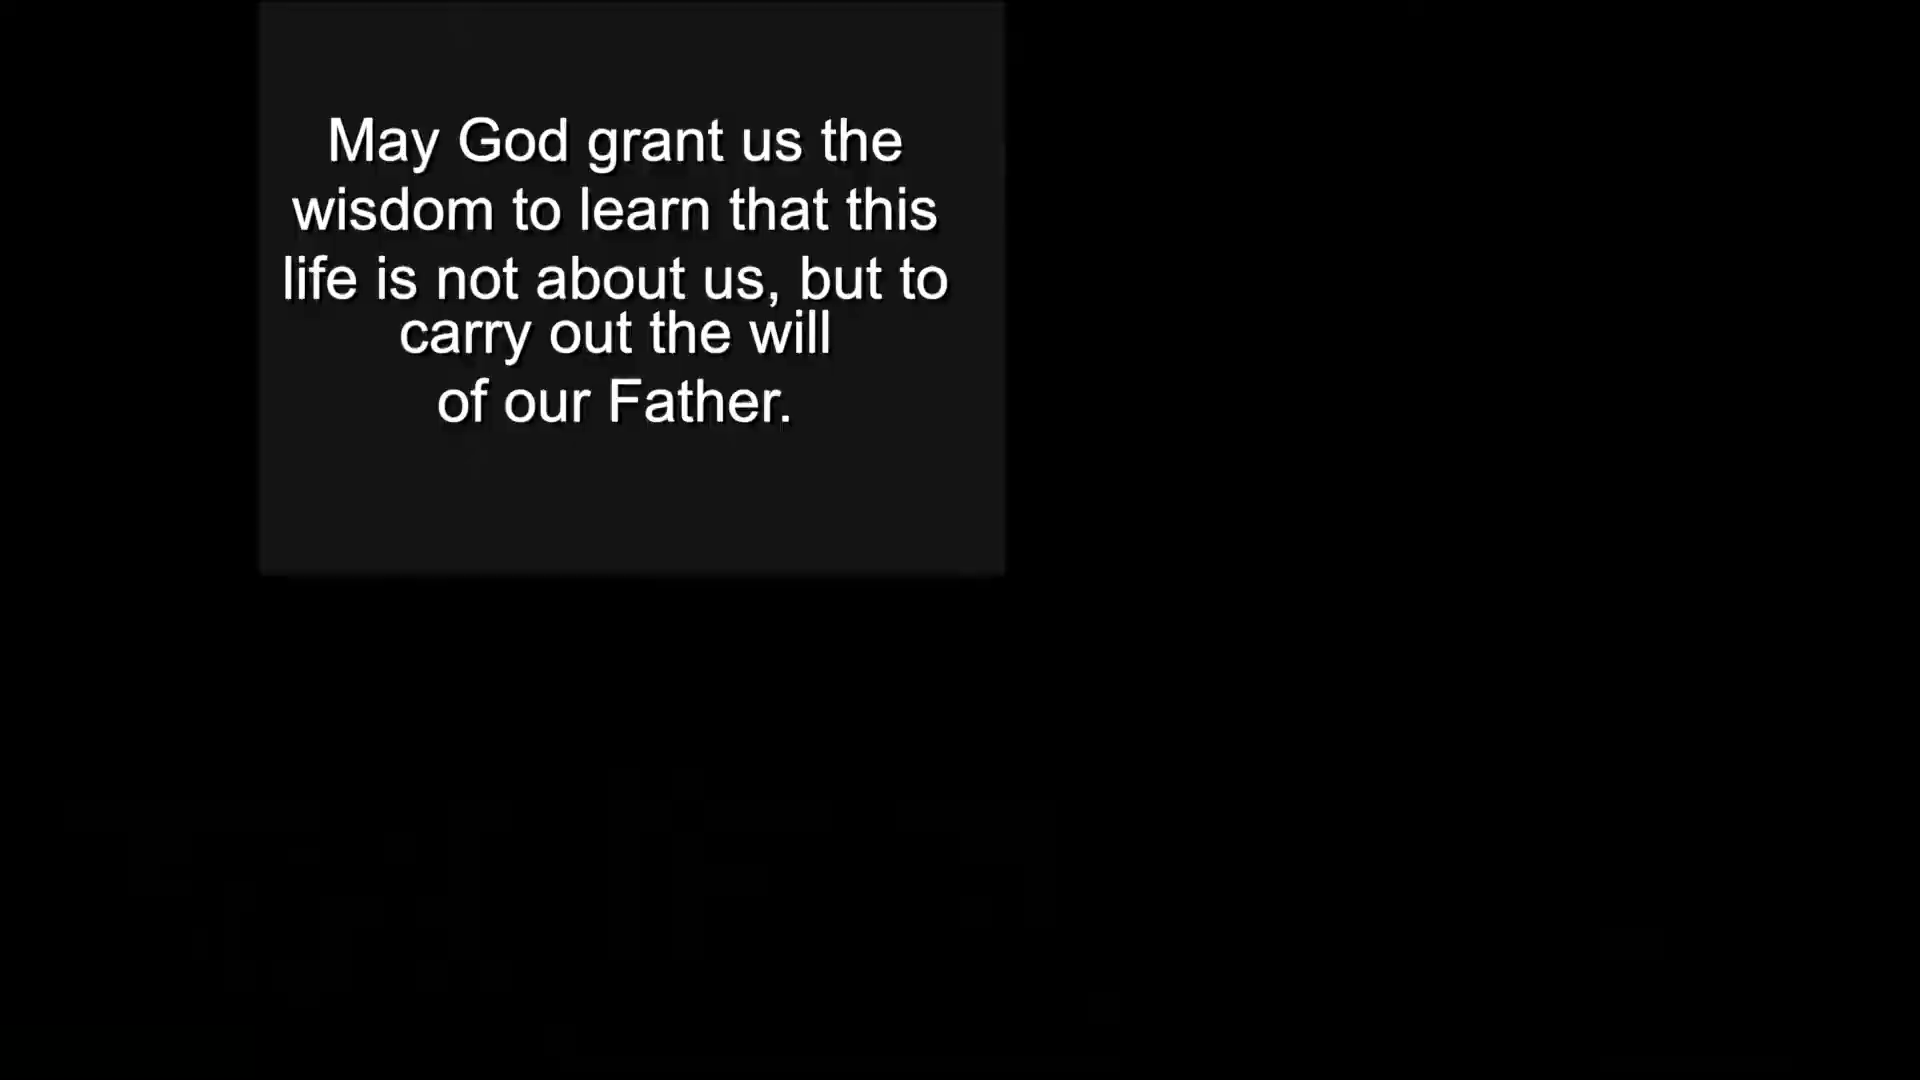 May God grant us the
wisdom to learn that this
life is not about us, but to
carry out the will
of our Father.